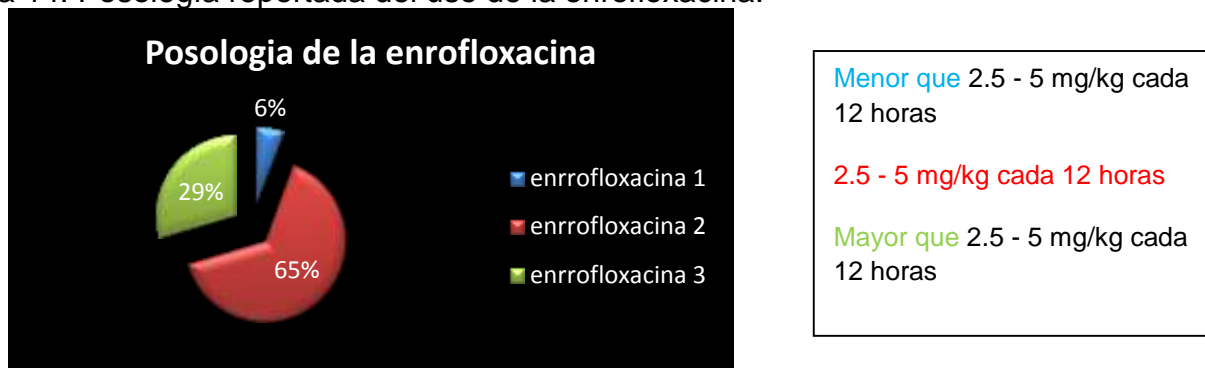 Posologia de la enrofloxacina
6%
29%
65%
enrrofloxacina 1
enrrofloxacina 2
enrrofloxacina 3
Menor que 2.5 - 5 mg/kg cada
12 horas
2.5 - 5 mg/kg cada 12 horas
Mayor que 2.5 - 5 mg/kg cada
12 horas